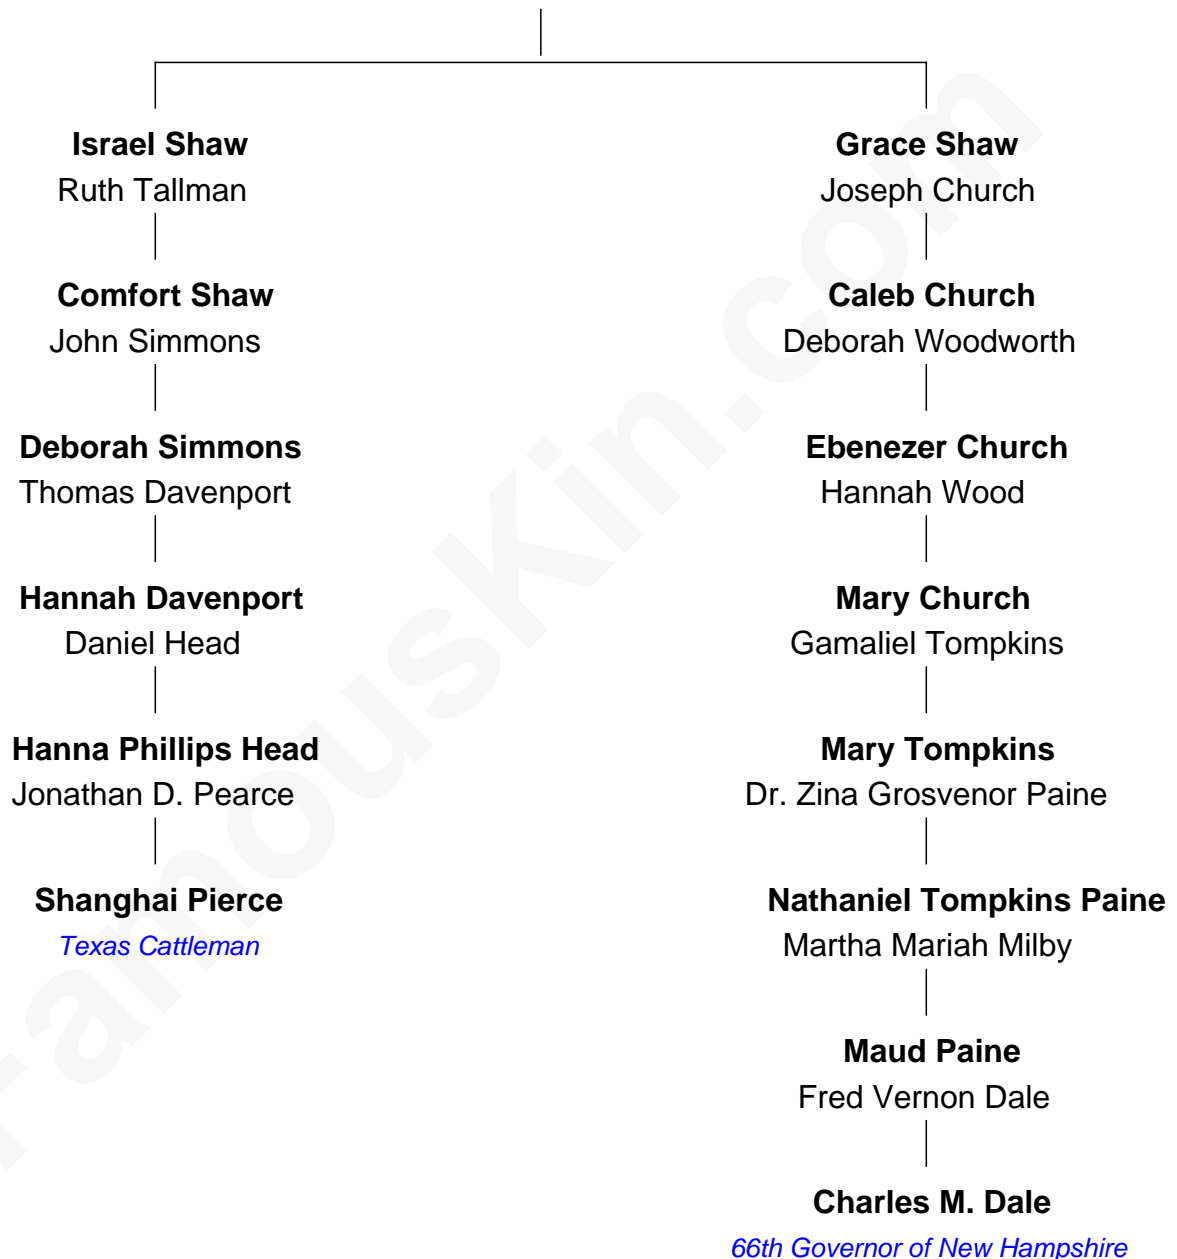 Israel Shaw
Ruth Tallman
Comfort Shaw
John Simmons
Deborah Simmons
Thomas Davenport
Hannah Davenport
Daniel Head
Hanna Phillips Head
Jonathan D. Pearce
Shanghai Pierce
Texas Cattleman
Grace Shaw
Joseph Church
Caleb Church
Deborah Woodworth
Ebenezer Church
Hannah Wood
Mary Church
Gamaliel Tompkins
Mary Tompkins
Dr. Zina Grosvenor Paine
Nathaniel Tompkins Paine
Martha Mariah Milby
Maud Paine
Fred Vernon Dale
Charles M. Dale
66th Governor of New Hampshire
FamousKin.com